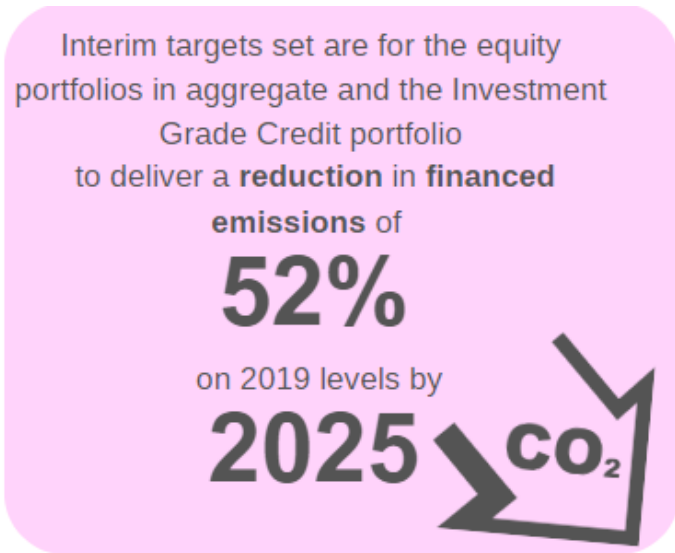 Interim targets set are for the equity
portfolios in aggregate and the Investment
Grade Credit portfolio
to deliver a reduction in financed
emissions of
52%
on 2019 levels by
2025
CO₂